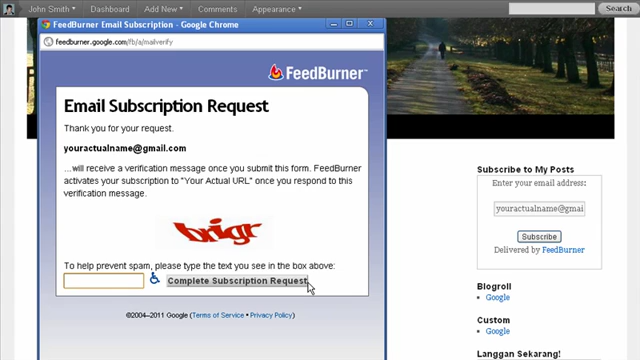 John Smith Dashboard Add New Comments Appearance Search
FeedBurner Email Subscription - Google Chrome
feedburner.google.com/fb/a/mailverify
FeedBurner™
Email Subscription Request
Thank you for your request.
youractualname@gmail.com
...will receive a verification message once you submit this form. FeedBurner
activates your subscription to "Your Actual URL" once you respond to this
verification message.
brigr
To help prevent spam, please type the text you see in the box above:
Complete Subscription Request
©2004–2011 Google (Terms of Service • Privacy Policy)
Subscribe to My Posts
Enter your email address:
youractualname@gmai
Subscribe
Delivered by FeedBurner
Blogroll
Google
Custom
Google
Langgan Sekarang!